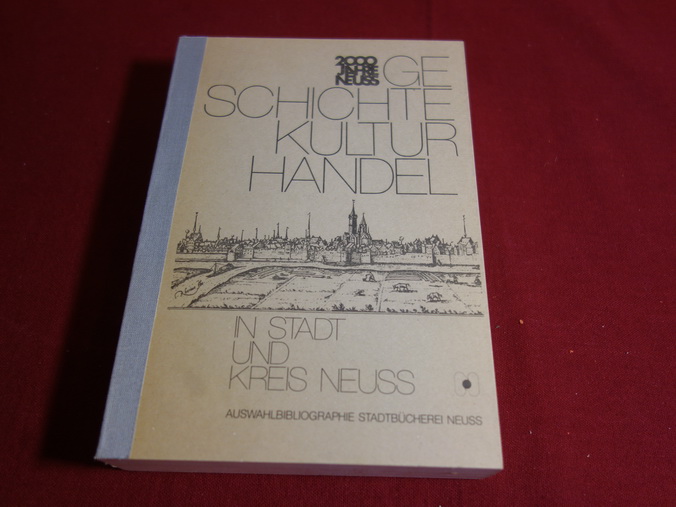 2000
JAHRE
NEUSS
GE
SCHICHTE
KULTUR
HANDEL
IN STADT
UND
KREIS NEUSS
AUSWAHLBIBLIOGRAPHIE STADTBÜCHEREI NEUSS